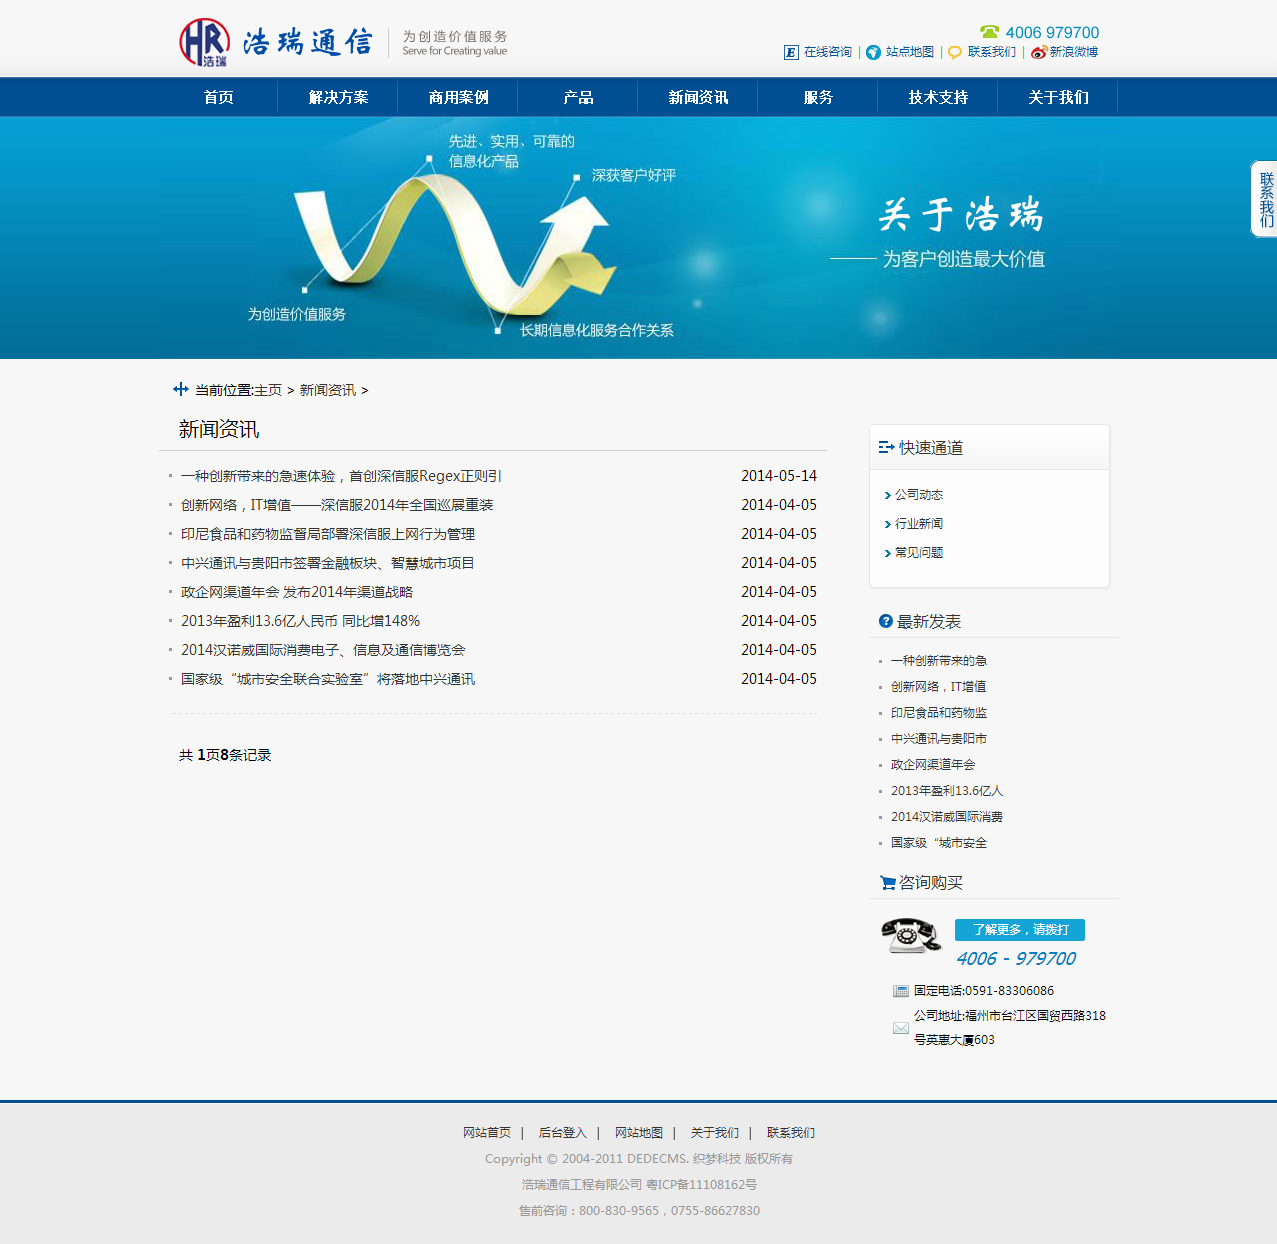 HR
浩瑞
浩瑞通信
为创造价值服务
Serve for Creating value
4006 979700
在线咨询 | 站点地图 | 联系我们 | 新浪微博
首页 解决方案 商用案例 产品 新闻资讯 服务 技术支持 关于我们
先进、实用、可靠的
信息化产品
深获客户好评
关于浩瑞
—— 为客户创造最大价值
为创造价值服务
长期信息化服务合作关系
联系我们
当前位置:主页 > 新闻资讯 >
新闻资讯
一种创新带来的急速体验，首创深信服Regex正则引 2014-05-14
创新网络，IT增值——深信服2014年全国巡展重装 2014-04-05
印尼食品和药物监督局部署深信服上网行为管理 2014-04-05
中兴通讯与贵阳市签署金融板块、智慧城市项目 2014-04-05
政企网渠道年会 发布2014年渠道战略 2014-04-05
2013年盈利13.6亿人民币 同比增148% 2014-04-05
2014汉诺威国际消费电子、信息及通信博览会 2014-04-05
国家级“城市安全联合实验室”将落地中兴通讯 2014-04-05
共 1页8条记录
快速通道
公司动态
行业新闻
常见问题
最新发表
一种创新带来的急
创新网络，IT增值
印尼食品和药物监
中兴通讯与贵阳市
政企网渠道年会
2013年盈利13.6亿人
2014汉诺威国际消费
国家级“城市安全
咨询购买
了解更多，请拨打
4006 - 979700
固定电话:0591-83306086
公司地址:福州市台江区国贸西路318
号英惠大厦603
网站首页 | 后台登入 | 网站地图 | 关于我们 | 联系我们
Copyright © 2004-2011 DEDECMS. 织梦科技 版权所有
浩瑞通信工程有限公司 粤ICP备11108162号
售前咨询：800-830-9565，0755-86627830